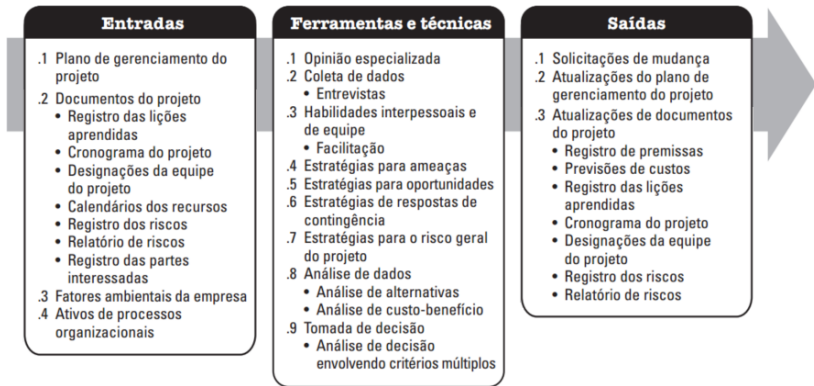 Entradas
.1 Plano de gerenciamento do
projeto
.2 Documentos do projeto
• Registro das lições
aprendidas
• Cronograma do projeto
• Designações da equipe
do projeto
• Calendários dos recursos
• Registro dos riscos
• Relatório de riscos
• Registro das partes
interessadas
.3 Fatores ambientais da empresa
.4 Ativos de processos
organizacionais
Ferramentas e técnicas
.1 Opinião especializada
.2 Coleta de dados
• Entrevistas
.3 Habilidades interpessoais e
de equipe
• Facilitação
.4 Estratégias para ameaças
.5 Estratégias para oportunidades
.6 Estratégias de respostas de
contingência
.7 Estratégias para o risco geral
do projeto
.8 Análise de dados
• Análise de alternativas
• Análise de custo-benefício
.9 Tomada de decisão
• Análise de decisão
envolvendo critérios múltiplos
Saídas
.1 Solicitações de mudança
.2 Atualizações do plano de
gerenciamento do projeto
.3 Atualizações de documentos
do projeto
• Registro de premissas
• Previsões de custos
• Registro das lições
aprendidas
• Cronograma do projeto
• Designações da equipe
do projeto
• Registro dos riscos
• Relatório de riscos